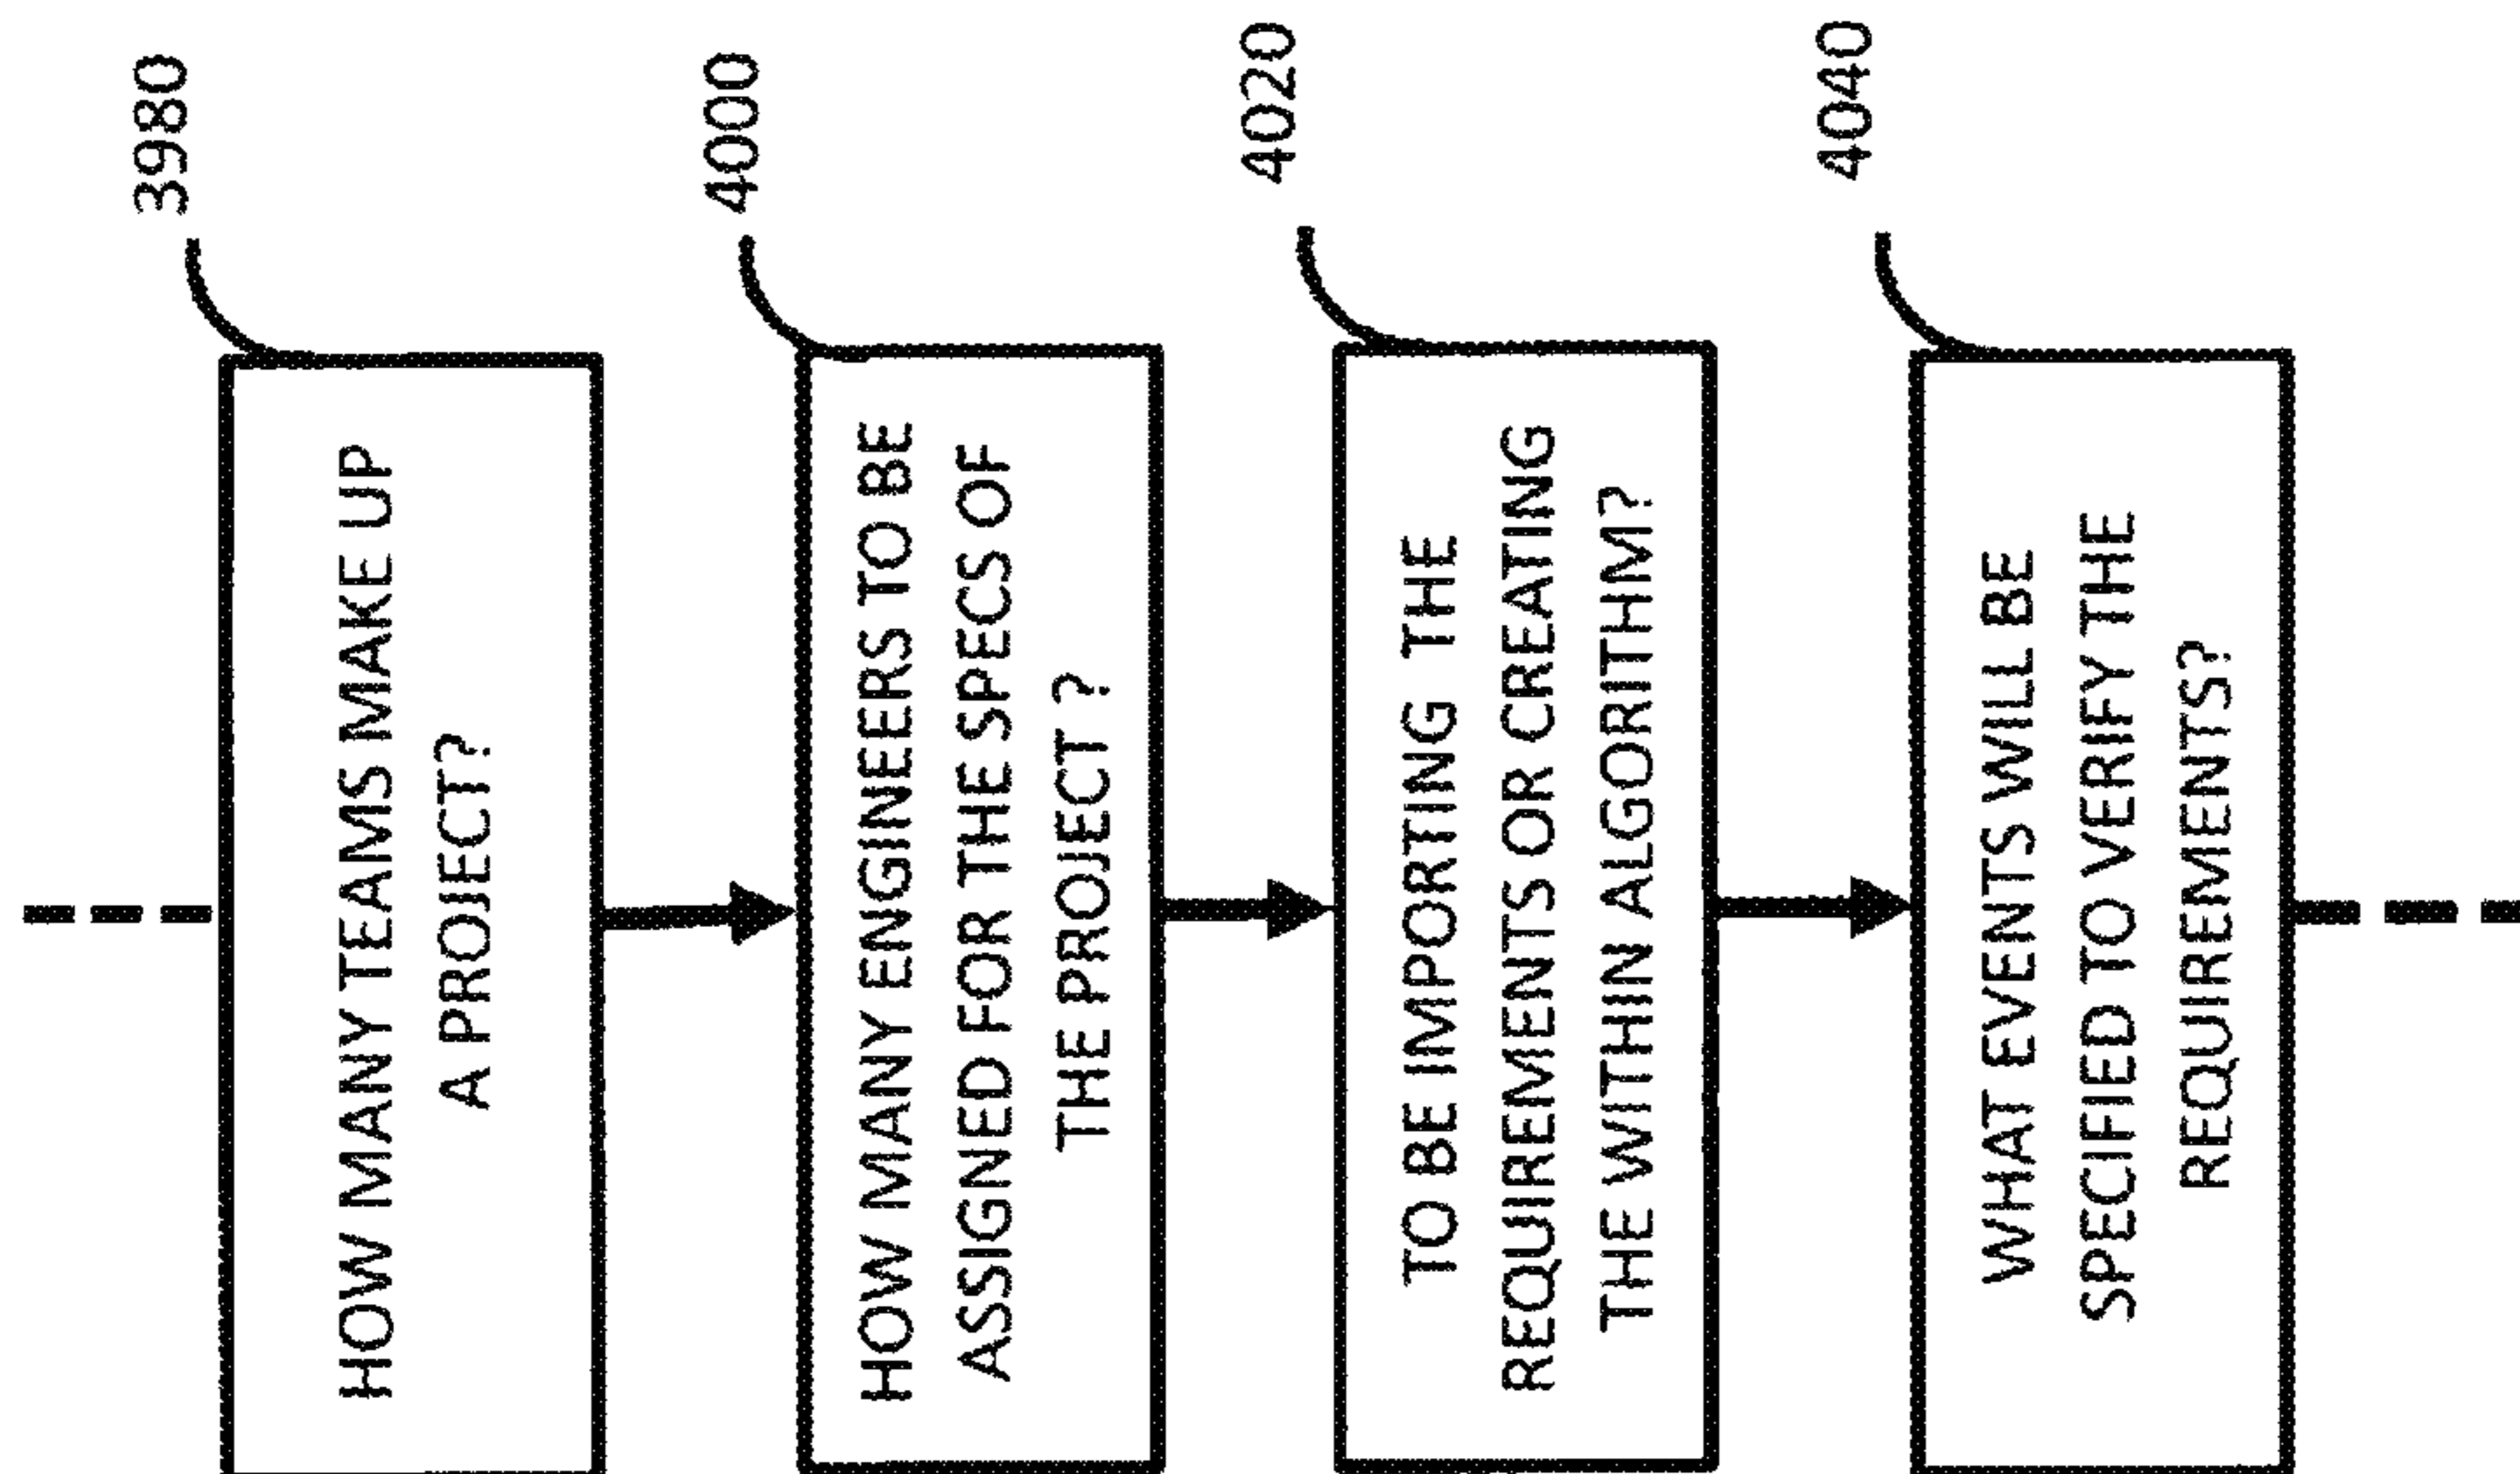 3980
HOW MANY TEAMS MAKE UP
A PROJECT?
4000
HOW MANY ENGINEERS TO BE
ASSIGNED FOR THE SPECS OF
THE PROJECT ?
4020
TO BE IMPORTING THE
REQUIREMENTS OR CREATING
THE WITHIN ALGORITHM?
4040
WHAT EVENTS WILL BE
SPECIFIED TO VERIFY THE
REQUIREMENTS?